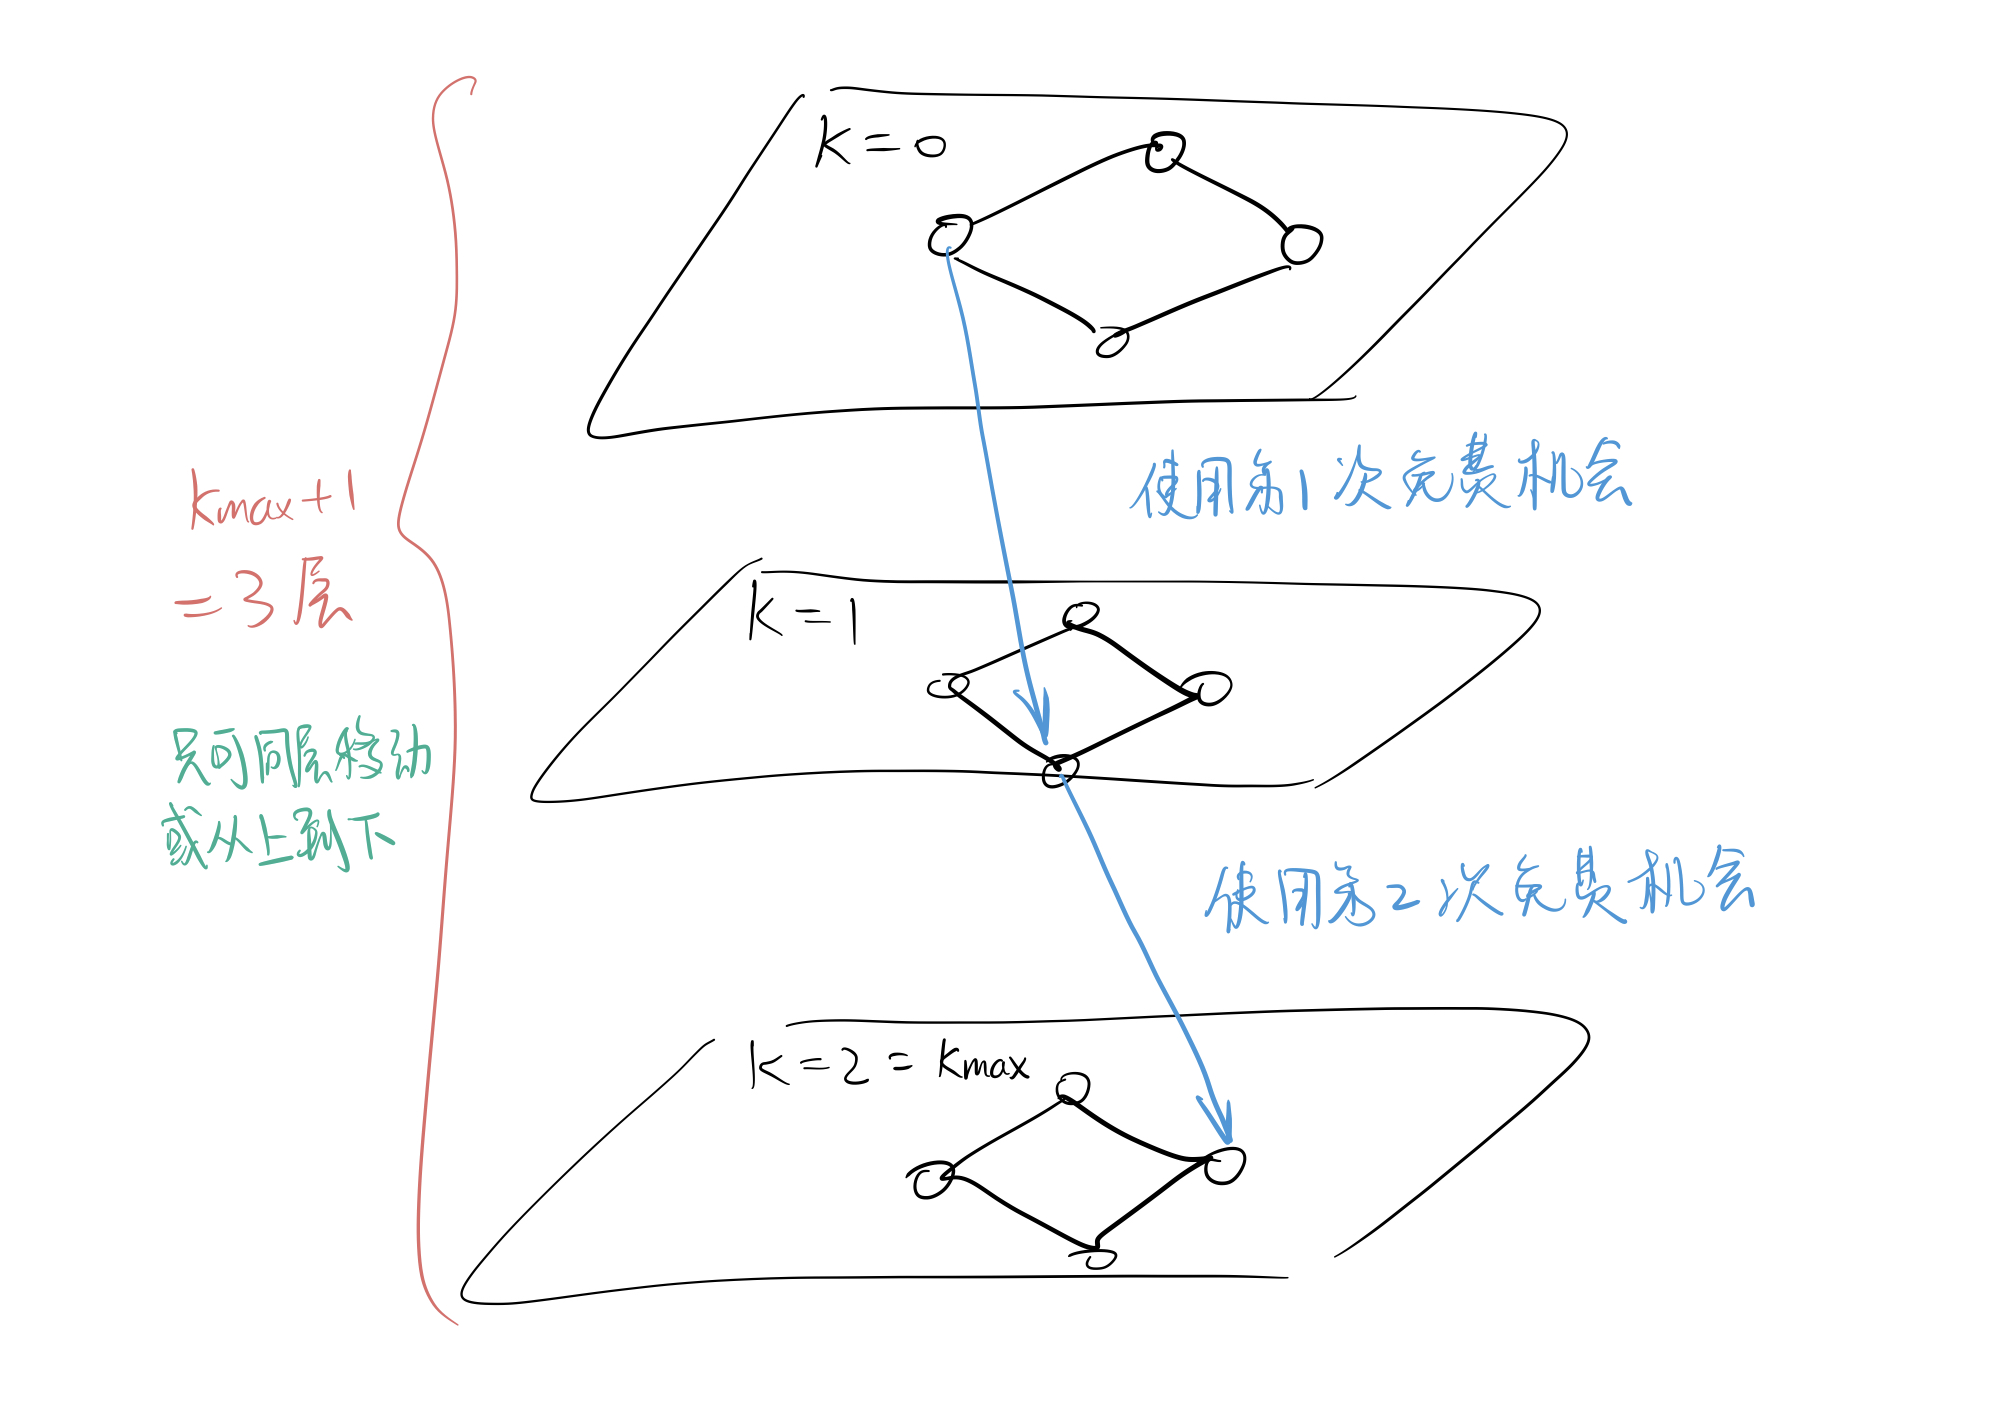 K=0
使用第1次免费机会
kmax+1
=3层
K=1
只可同层移动
或从上到下
使用第2次免费机会
K=2=kmax